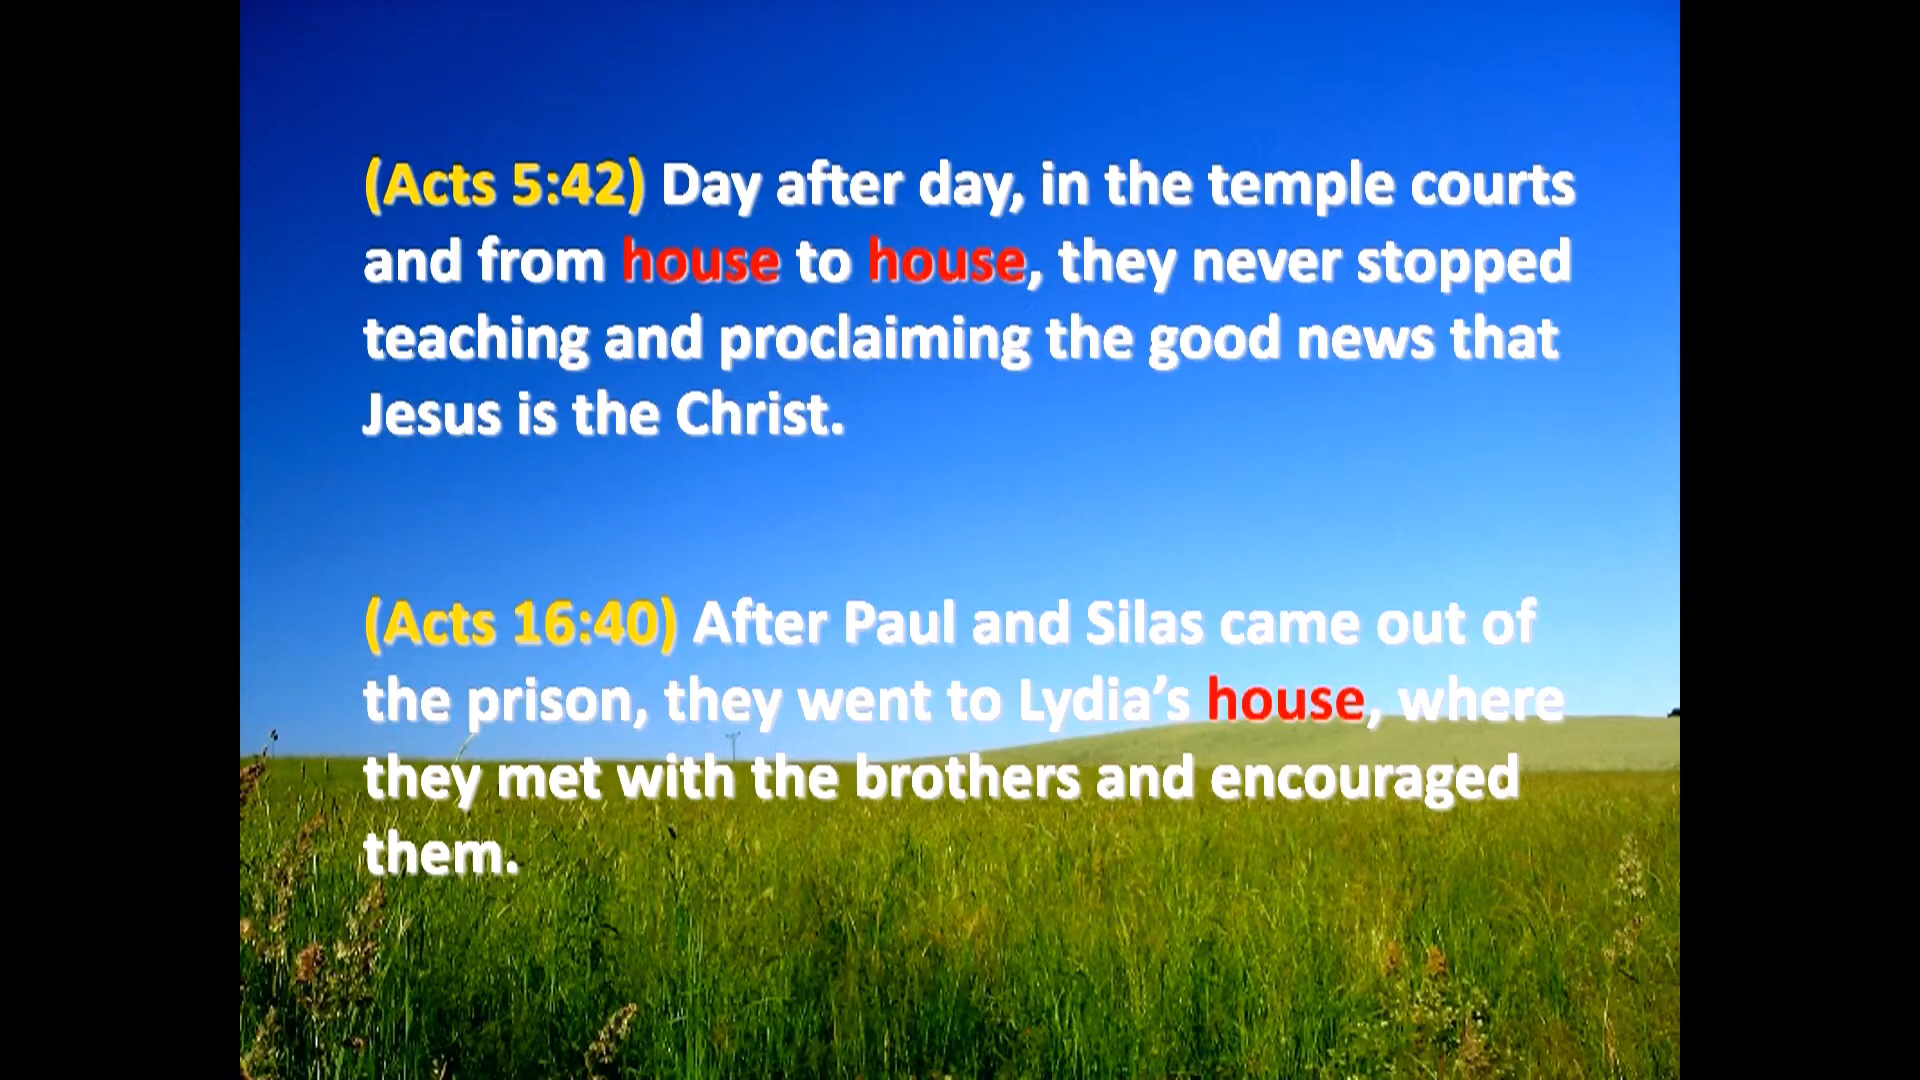 (Acts 5:42) Day after day, in the temple courts
and from house to house, they never stopped
teaching and proclaiming the good news that
Jesus is the Christ.
(Acts 16:40) After Paul and Silas came out of
the prison, they went to Lydia’s house, where
they met with the brothers and encouraged
them.